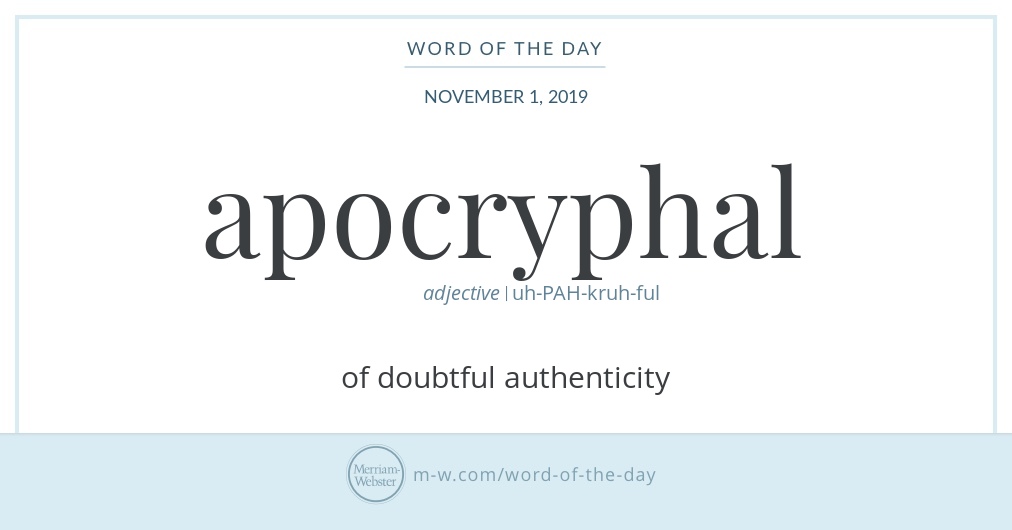 WORD OF THE DAY
NOVEMBER 1, 2019
apocryphal
adjective | uh-PAH-kruh-ful
of doubtful authenticity
Merriam-
Webster
m-w.com/word-of-the-day